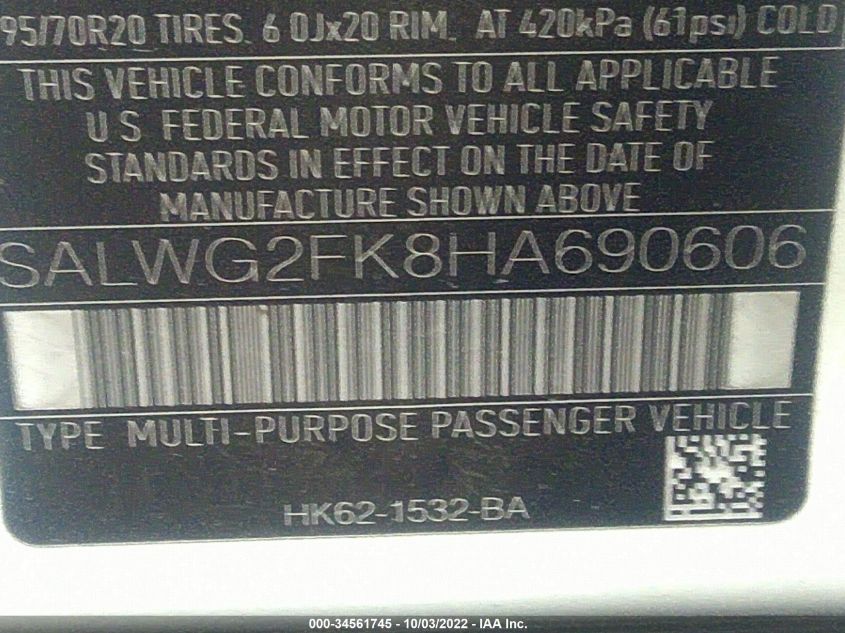 95/70R20 TIRES. 6 0Jx20 RIM. AT 420kPa (61psi) COLD
THIS VEHICLE CONFORMS TO ALL APPLICABLE
U S FEDERAL MOTOR VEHICLE SAFETY
STANDARDS IN EFFECT ON THE DATE OF
MANUFACTURE SHOWN ABOVE
SALWG2FK8HA690606
TYPE MULTI-PURPOSE PASSENGER VEHICLE
HK62-1532-BA
000-34561745 - 10/03/2022 - IAA Inc.